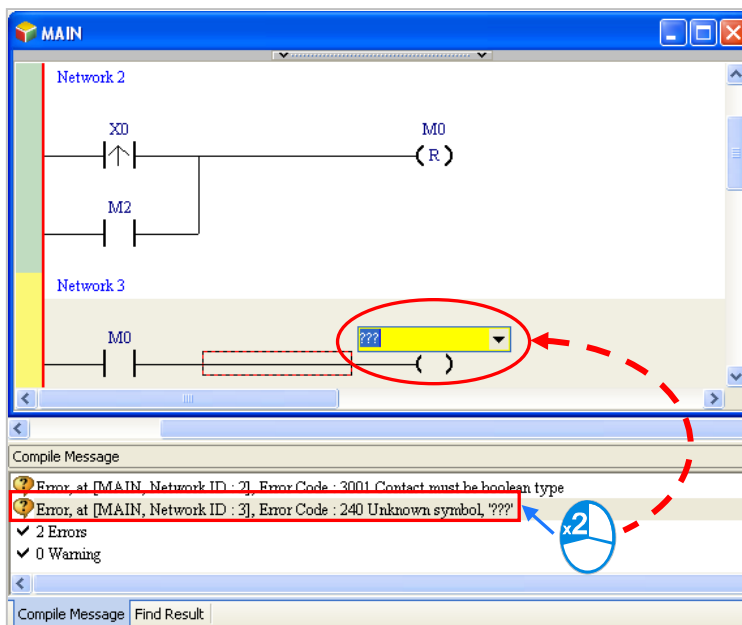 MAIN
Network 2
X0
M0
R
M2
Network 3
M0
???
Compile Message
Error, at [MAIN, Network ID : 2], Error Code : 3001 Contact must be boolean type
Error, at [MAIN, Network ID : 3], Error Code : 240 Unknown symbol, '???'
2 Errors
0 Warning
x2
Compile Message Find Result